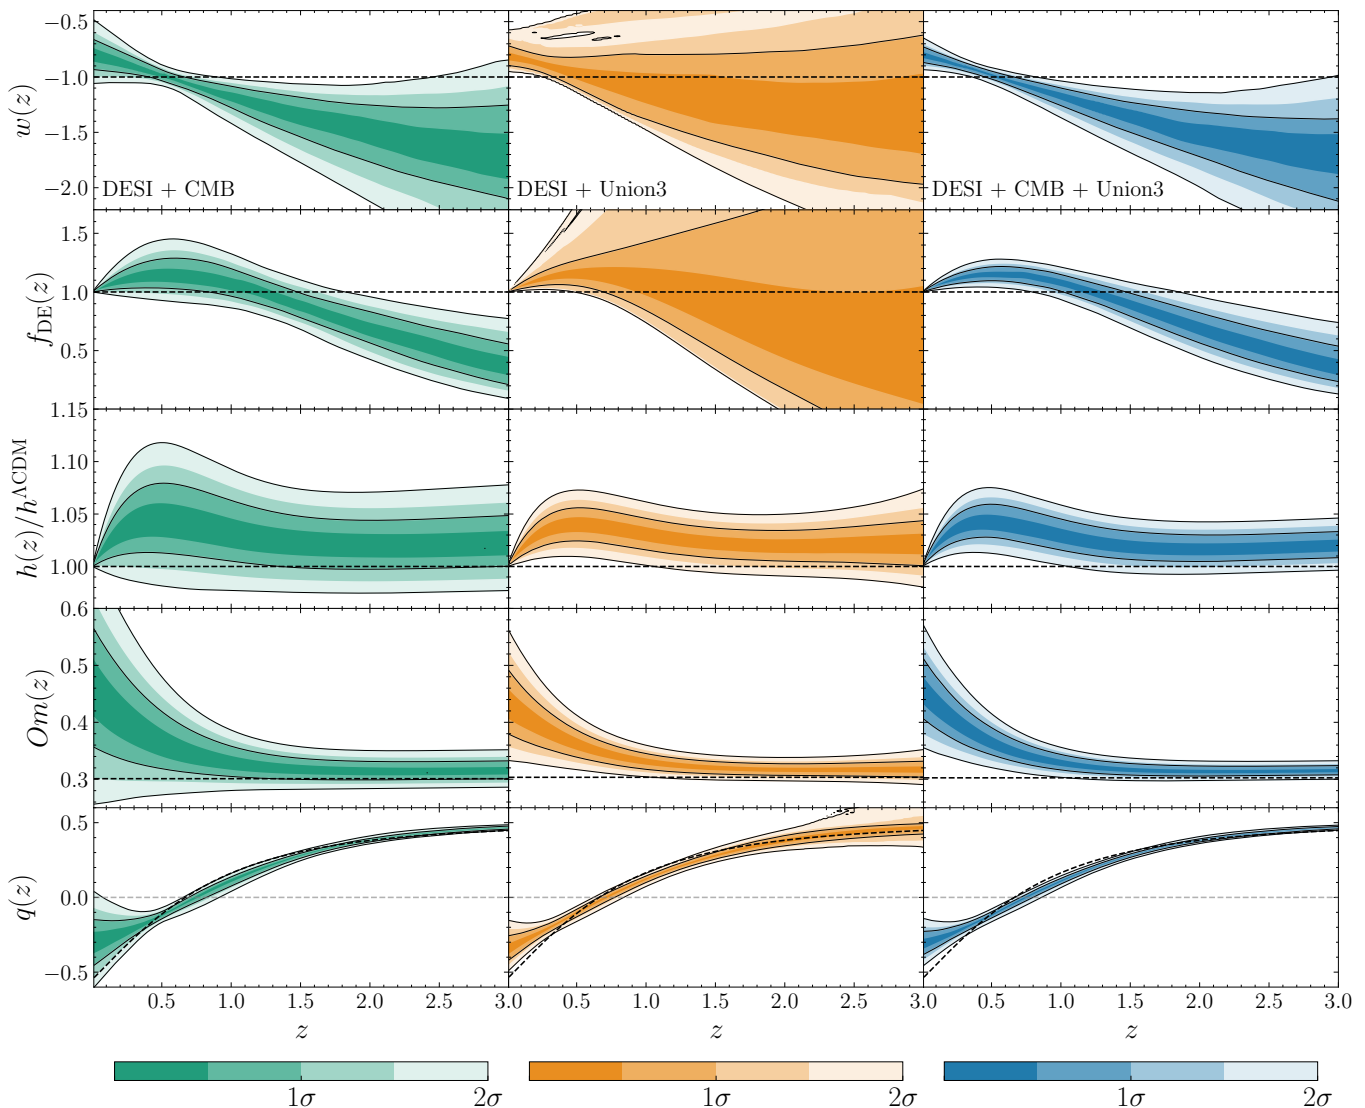 w(z)
−0.5
−1.0
−1.5
−2.0
DESI + CMB
DESI + Union3
DESI + CMB + Union3
f_DE(z)
1.5
1.0
0.5
h(z)/h^ΛCDM
1.15
1.10
1.05
1.00
Om(z)
0.6
0.5
0.4
0.3
q(z)
0.5
0.0
−0.5
0.5 1.0 1.5 2.0 2.5 3.0 0.5 1.0 1.5 2.0 2.5 3.0 0.5 1.0 1.5 2.0 2.5 3.0
z z z
1σ 2σ 1σ 2σ 1σ 2σ